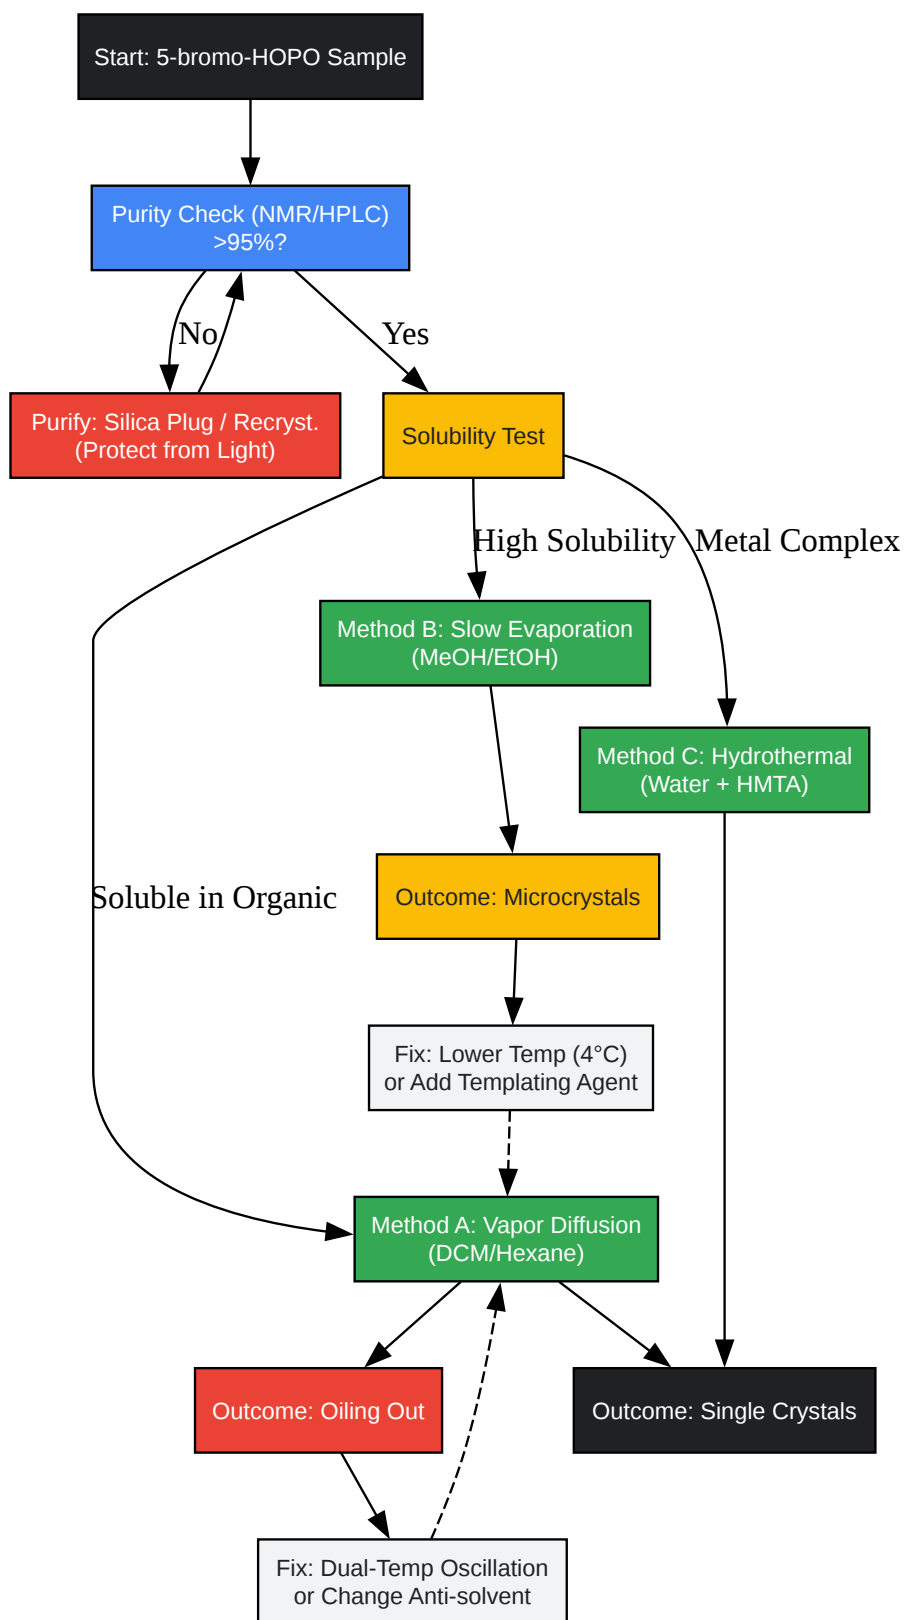 Start: 5-bromo-HOPO Sample
Purity Check (NMR/HPLC)
>95%?
No
Yes
Purify: Silica Plug / Recryst.
(Protect from Light)
Solubility Test
High Solubility
Metal Complex
Method B: Slow Evaporation
(MeOH/EtOH)
Method C: Hydrothermal
(Water + HMTA)
Soluble in Organic
Outcome: Microcrystals
Fix: Lower Temp (4°C)
or Add Templating Agent
Method A: Vapor Diffusion
(DCM/Hexane)
Outcome: Oiling Out
Outcome: Single Crystals
Fix: Dual-Temp Oscillation
or Change Anti-solvent